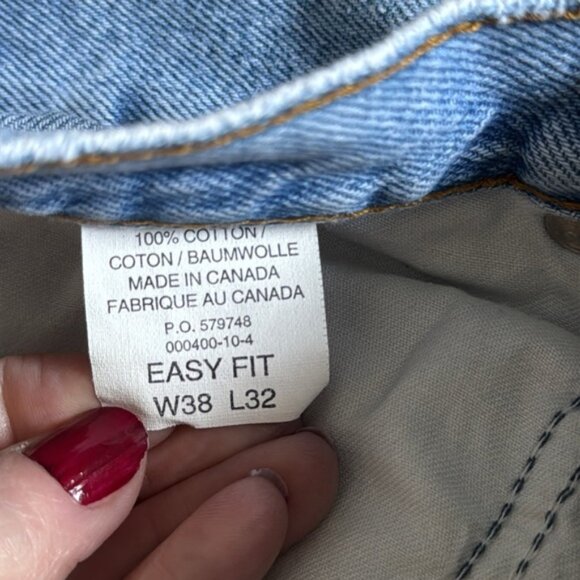 100% COTTON /
COTON / BAUMWOLLE
MADE IN CANADA
FABRIQUE AU CANADA
P.O. 579748
000400-10-4
EASY FIT
W38 L32